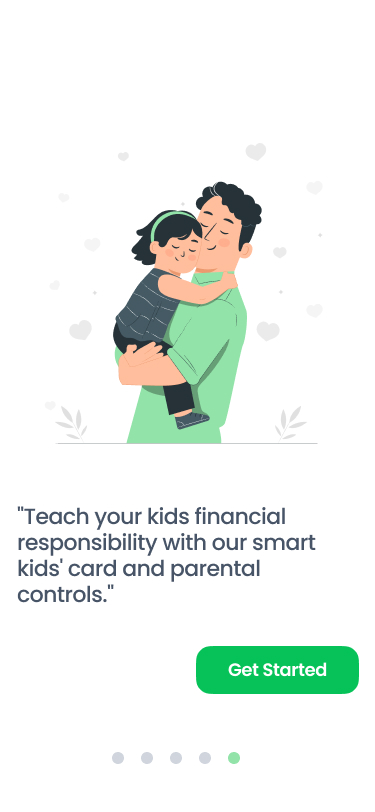 "Teach your kids financial
responsibility with our smart
kids' card and parental
controls."
Get Started